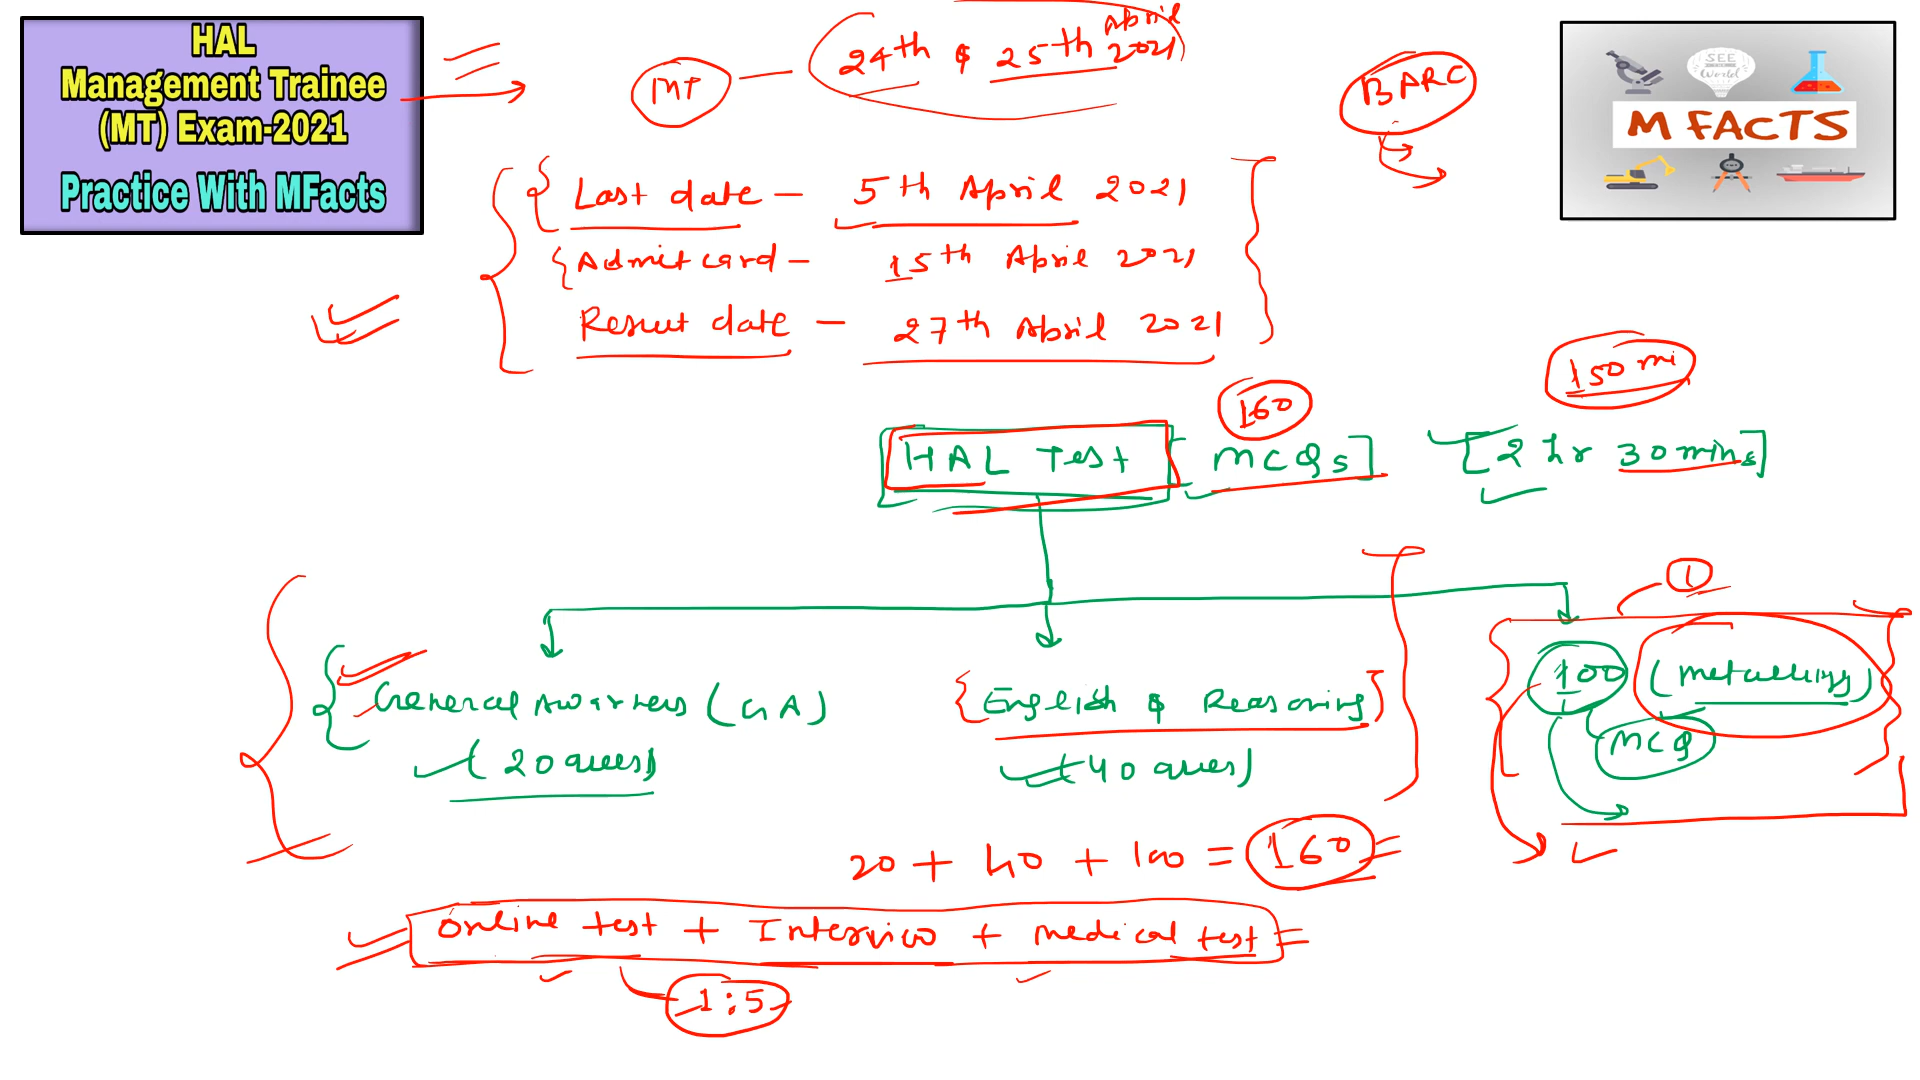 HAL
Management Trainee
(MT) Exam-2021
Practice With MFacts
MT — 24th & 25th April 2021
BARC
SEE
World
M FACTS
Last date – 5th April 2021
Admit card – 15th April 2021
Result date – 27th April 2021
150 mi
160
HAL Test [MCQs] [2 hr 30 mins]
1
General Awarness (GA)
(20 ques)
English & Reasoning
(40 ques)
100 (metallurgy)
MCQ
20 + 40 + 100 = 160 =
Online test + Interview + medical test =
1:5